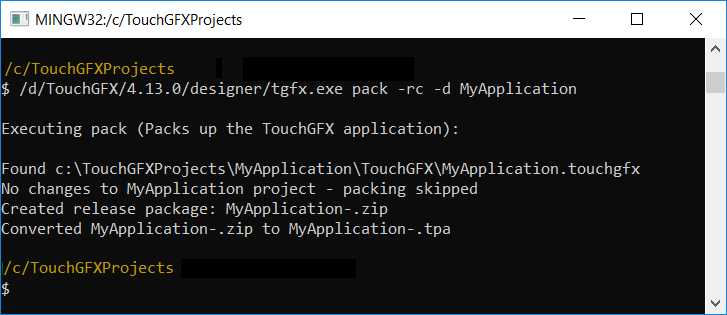 MINGW32:/c/TouchGFXProjects
/c/TouchGFXProjects
$ /d/TouchGFX/4.13.0/designer/tgfx.exe pack -rc -d MyApplication
Executing pack (Packs up the TouchGFX application):
Found c:\TouchGFXProjects\MyApplication\TouchGFX\MyApplication.touchgfx
No changes to MyApplication project - packing skipped
Created release package: MyApplication-.zip
Converted MyApplication-.zip to MyApplication-.tpa
/c/TouchGFXProjects
$